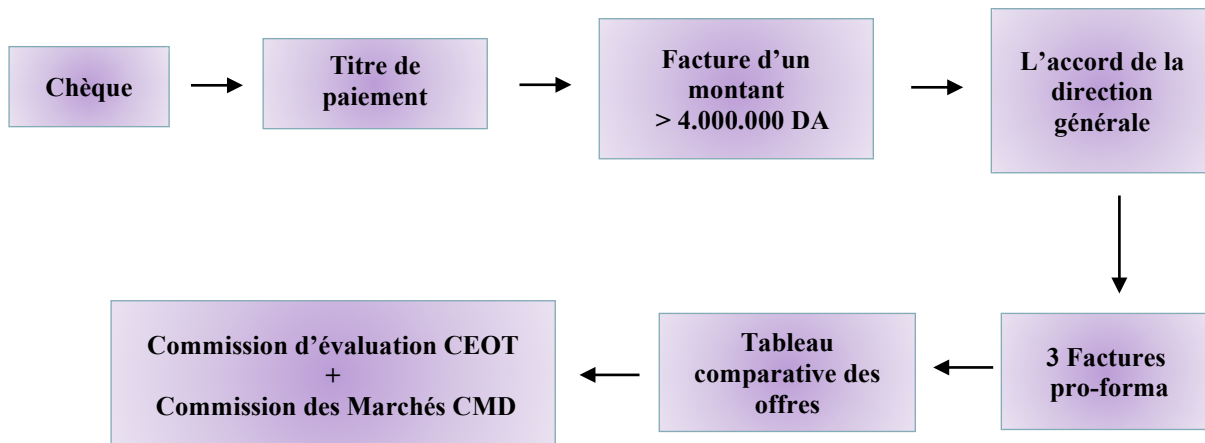 Chèque
Titre de
paiement
Facture d’un
montant
> 4.000.000 DA
L’accord de la
direction
générale
3 Factures
pro-forma
Tableau
comparative des
offres
Commission d’évaluation CEOT
+
Commission des Marchés CMD